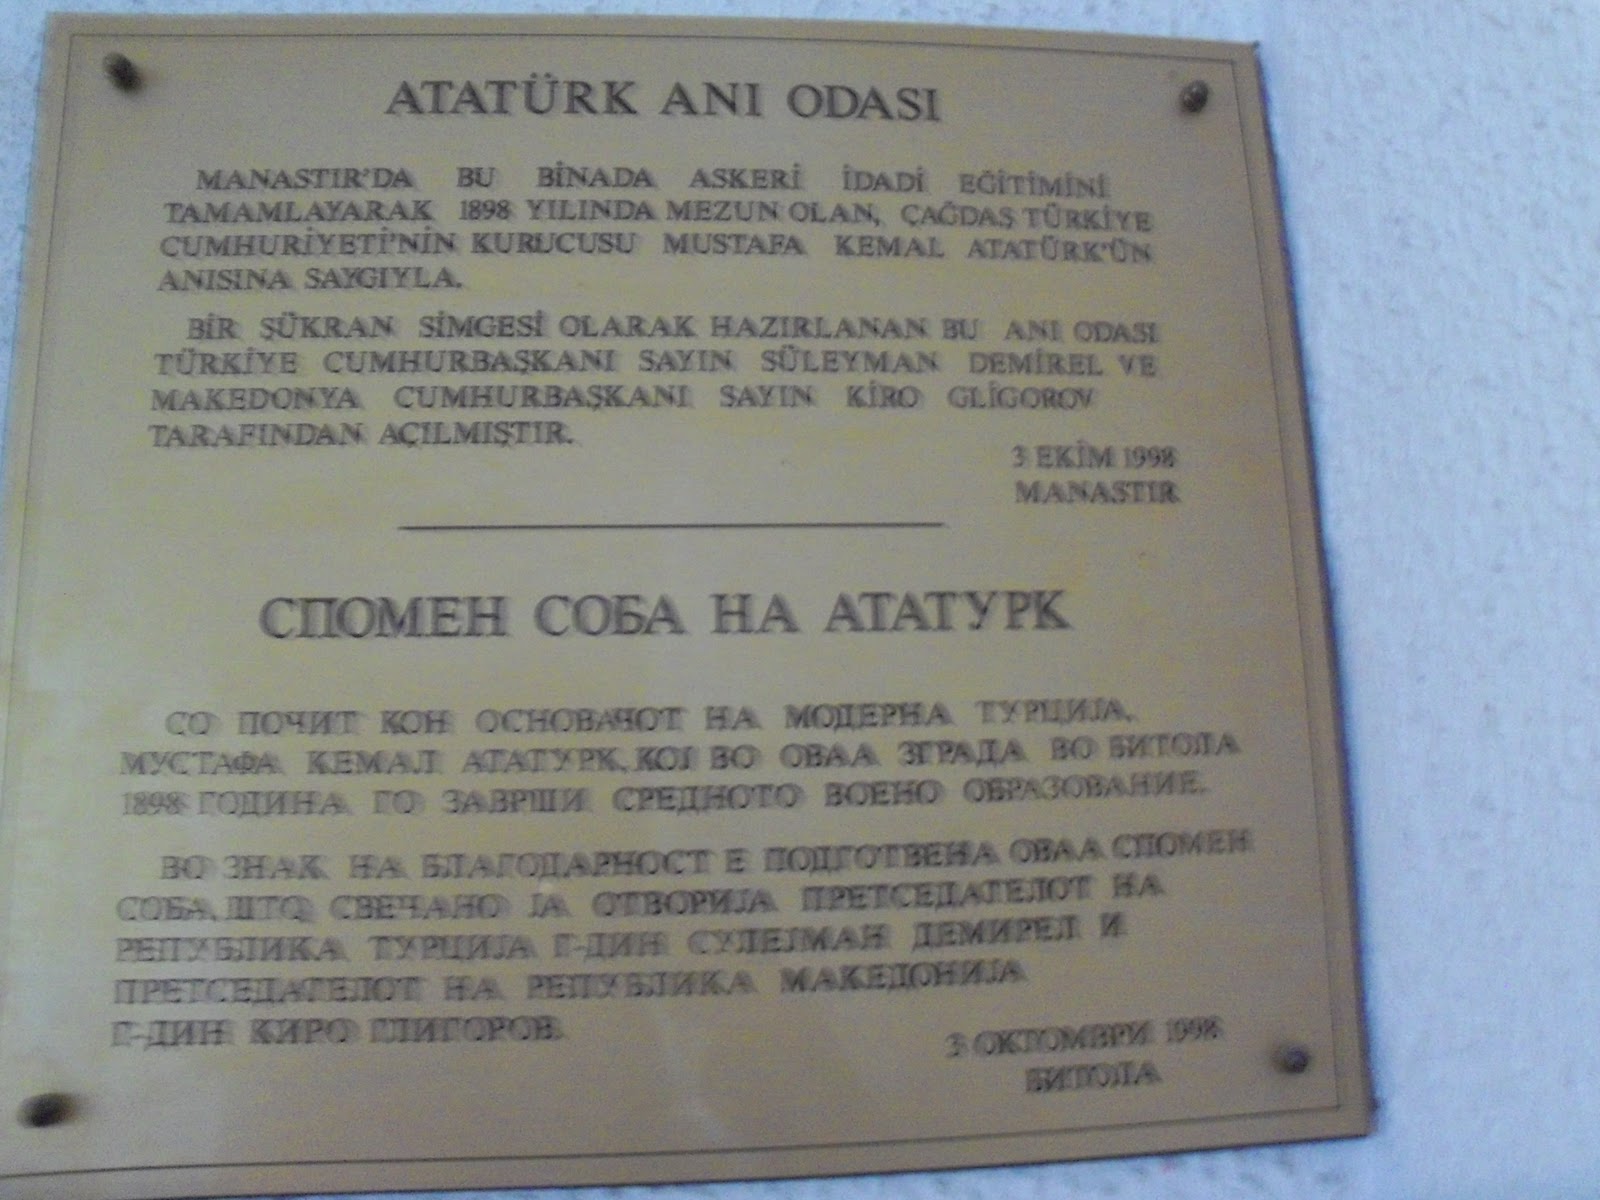 ATATÜRK ANI ODASI
MANASTIR'DA BU BİNADA ASKERİ İDADİ EĞİTİMİNİ
TAMAMLAYARAK 1898 YILINDA MEZUN OLAN, ÇAĞDAŞ TÜRKİYE
CUMHURİYETİ'NİN KURUCUSU MUSTAFA KEMAL ATATÜRK'ÜN
ANISINA SAYGIYLA.
BİR ŞÜKRAN SİMGESİ OLARAK HAZIRLANAN BU ANI ODASI
TÜRKİYE CUMHURBAŞKANI SAYIN SÜLEYMAN DEMİREL VE
MAKEDONYA CUMHURBAŞKANI SAYIN KİRO GLİGOROV
TARAFINDAN AÇILMIŞTIR.
3 EKİM 1998
MANASTIR
СПОМЕН СОБА НА АТАТУРК
СО ПОЧИТ КОН ОСНОВАЧОТ НА МОДЕРНА ТУРЦИЈА,
МУСТАФА КЕМАЛ АТАТУРК, КОЈ ВО ОВАА ЗГРАДА ВО БИТОЛА
1898 ГОДИНА ГО ЗАВРШИ СРЕДНОТО ВОЕНО ОБРАЗОВАНИЕ.
ВО ЗНАК НА БЛАГОДАРНОСТ Е ПОДГОТВЕНА ОВАА СПОМЕН
СОБА, ШТО СВЕЧАНО ЈА ОТВОРИЈА ПРЕТСЕДАТЕЛОТ НА
РЕПУБЛИКА ТУРЦИЈА Г-ДИН СУЛЕЈМАН ДЕМИРЕЛ И
ПРЕТСЕДАТЕЛОТ НА РЕПУБЛИКА МАКЕДОНИЈА
Г-ДИН КИРО ГЛИГОРОВ.
3 ОКТОМВРИ 1998
БИТОЛА